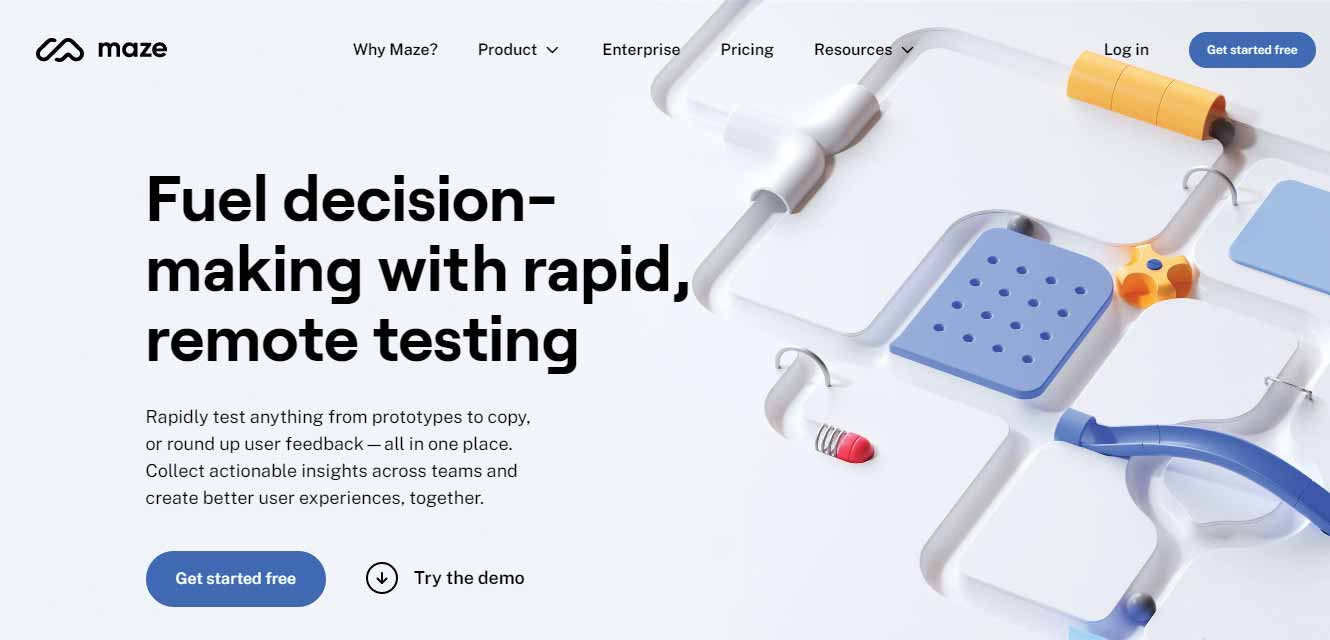 maze
Why Maze?
Product
Enterprise
Pricing
Resources
Log in
Get started free
Fuel decision-
making with rapid,
remote testing
Rapidly test anything from prototypes to copy,
or round up user feedback — all in one place.
Collect actionable insights across teams and
create better user experiences, together.
Get started free
Try the demo